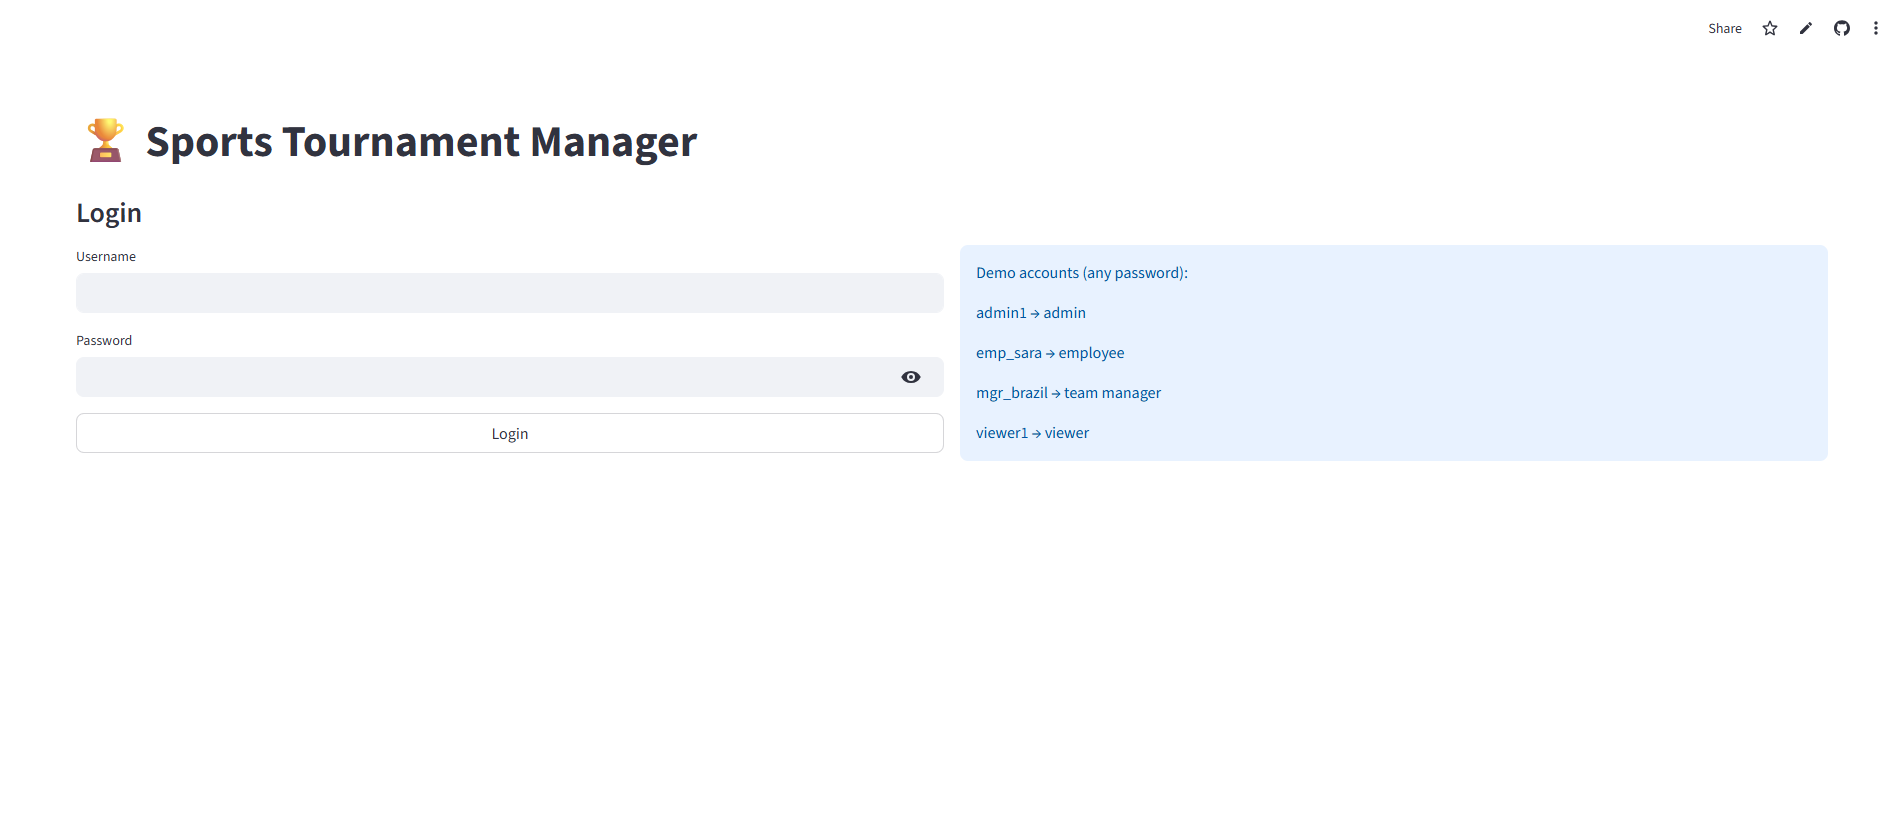 Share
Sports Tournament Manager
Login
Username
Password
Login
Demo accounts (any password):
admin1 → admin
emp_sara → employee
mgr_brazil → team manager
viewer1 → viewer